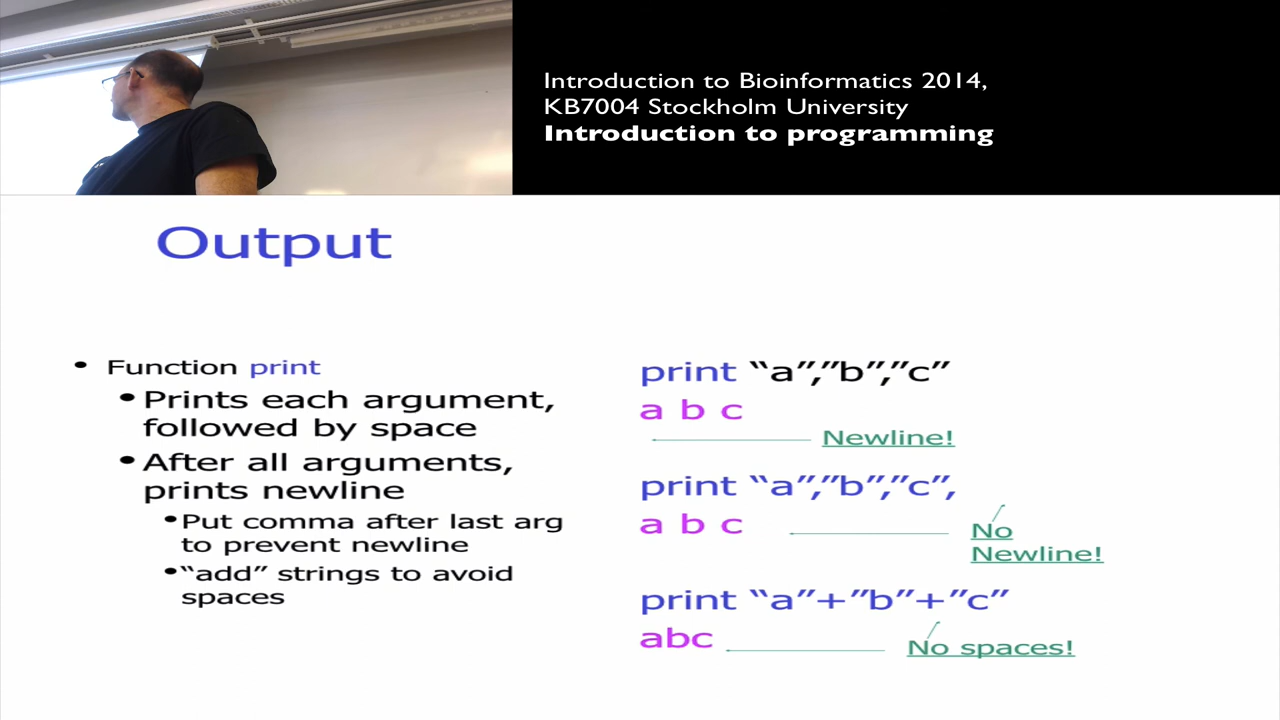 Introduction to Bioinformatics 2014,
KB7004 Stockholm University
Introduction to programming
Output
• Function print
• Prints each argument,
followed by space
• After all arguments,
prints newline
• Put comma after last arg
to prevent newline
• “add” strings to avoid
spaces
print “a”,”b”,”c”
a b c
Newline!
print “a”,”b”,”c”,
a b c
No
Newline!
print “a”+”b”+”c”
abc
No spaces!